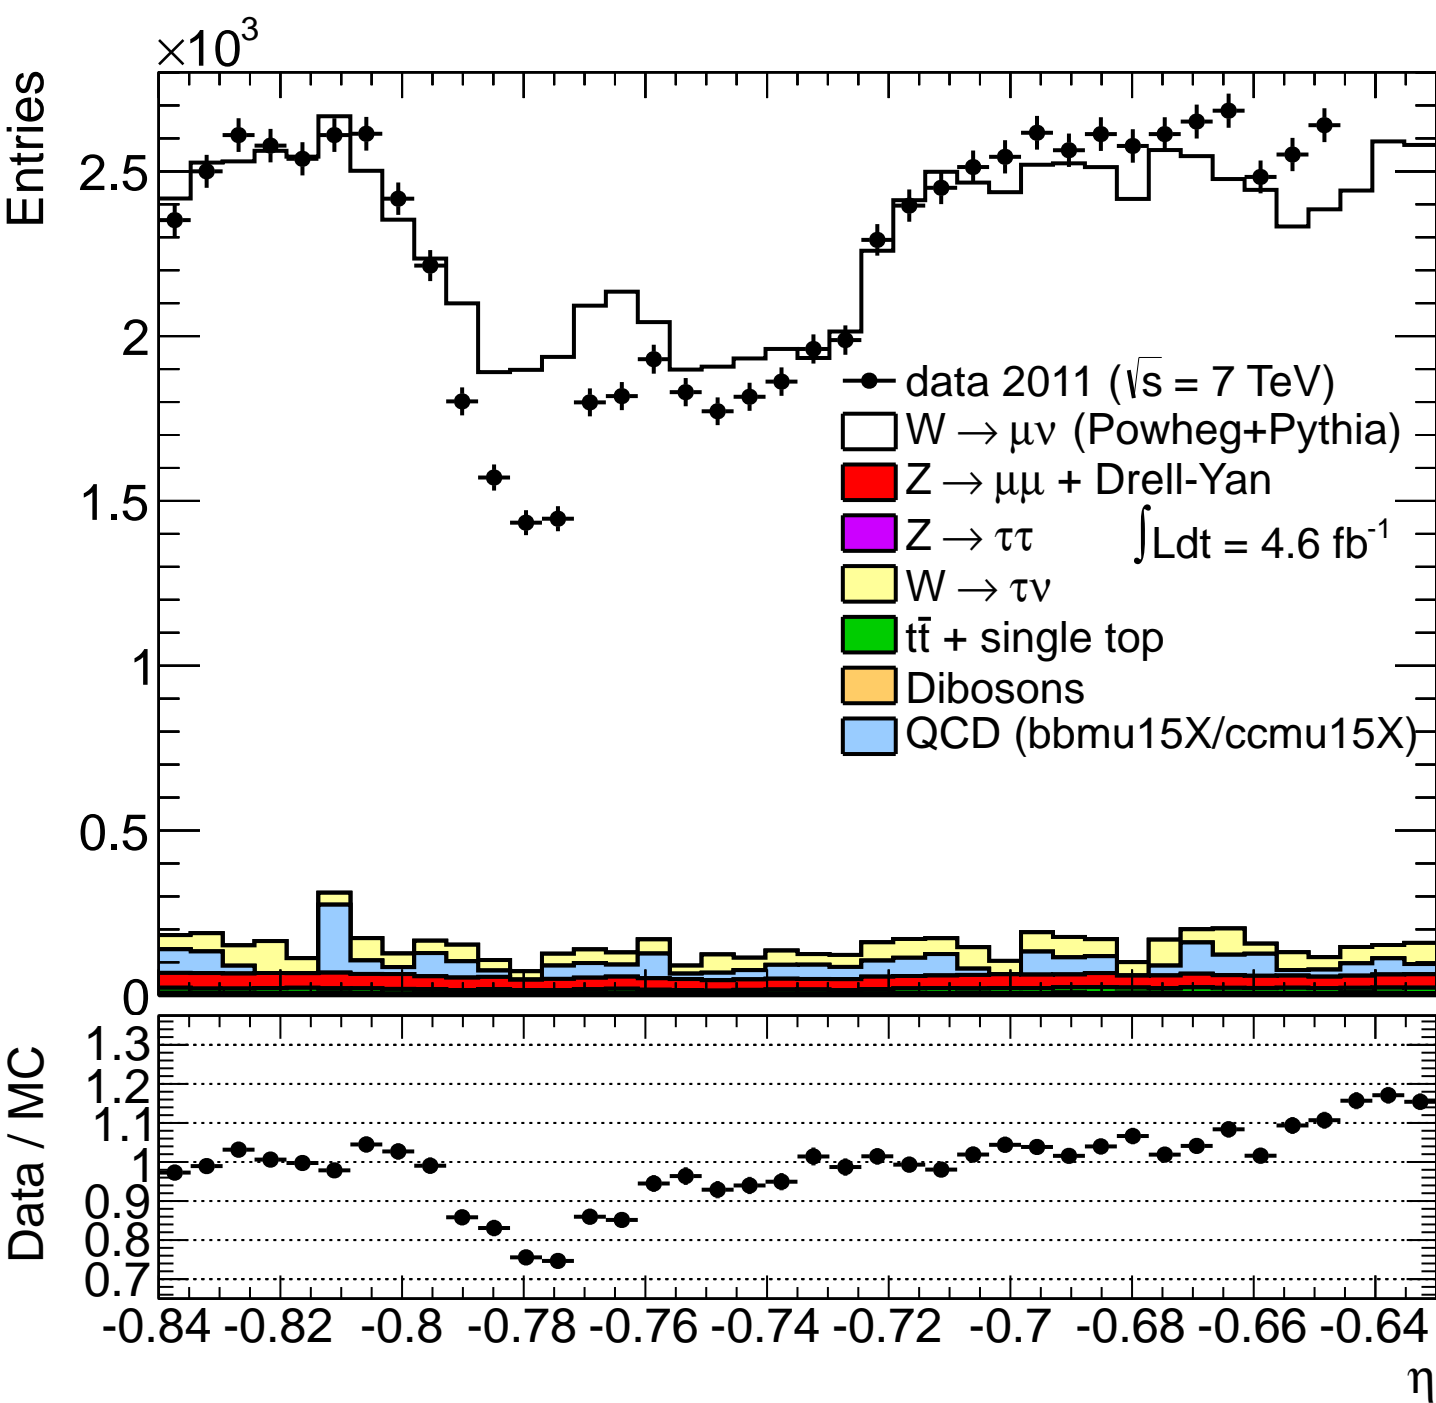 ×10³
Entries
2.5
2
1.5
1
0.5
0
data 2011 (√s = 7 TeV)
W → μν (Powheg+Pythia)
Z → μμ + Drell-Yan
Z → ττ
∫Ldt = 4.6 fb⁻¹
W → τν
tt̄ + single top
Dibosons
QCD (bbmu15X/ccmu15X)
Data / MC
1.3
1.2
1.1
1
0.9
0.8
0.7
-0.84 -0.82 -0.8 -0.78 -0.76 -0.74 -0.72 -0.7 -0.68 -0.66 -0.64
η